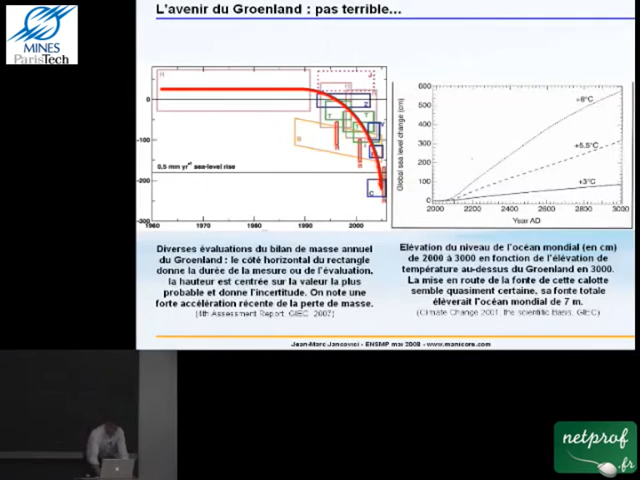 L'avenir du Groenland : pas terrible...
MINES
ParisTech
H
J
Z
T
T
V
B
C
0
-100
-200
-300
0.5 mm yr⁻¹ sea-level rise
1960 1970 1980 1990 2000
Global sea level change (cm)
600
500
400
300
200
100
0
+8°C
+5,5°C
+3°C
2000 2200 2400 2600 2800 3000
Year AD
Diverses évaluations du bilan de masse annuel
du Groenland : le côté horizontal du rectangle
donne la durée de la mesure ou de l'évaluation,
la hauteur est centrée sur la valeur la plus
probable et donne l'incertitude. On note une
forte accélération récente de la perte de masse.
(4th Assessment Report, GIEC, 2007)
Elévation du niveau de l'océan mondial (en cm)
de 2000 à 3000 en fonction de l'élévation de
température au-dessus du Groenland en 3000.
La mise en route de la fonte de cette calotte
semble quasiment certaine, sa fonte totale
élèverait l'océan mondial de 7 m.
(Climate Change 2001, the scientific Basis, GIEC)
Jean-Marc Jancovici - ENSMP mai 2008 - www.manicore.com
netprof
.fr